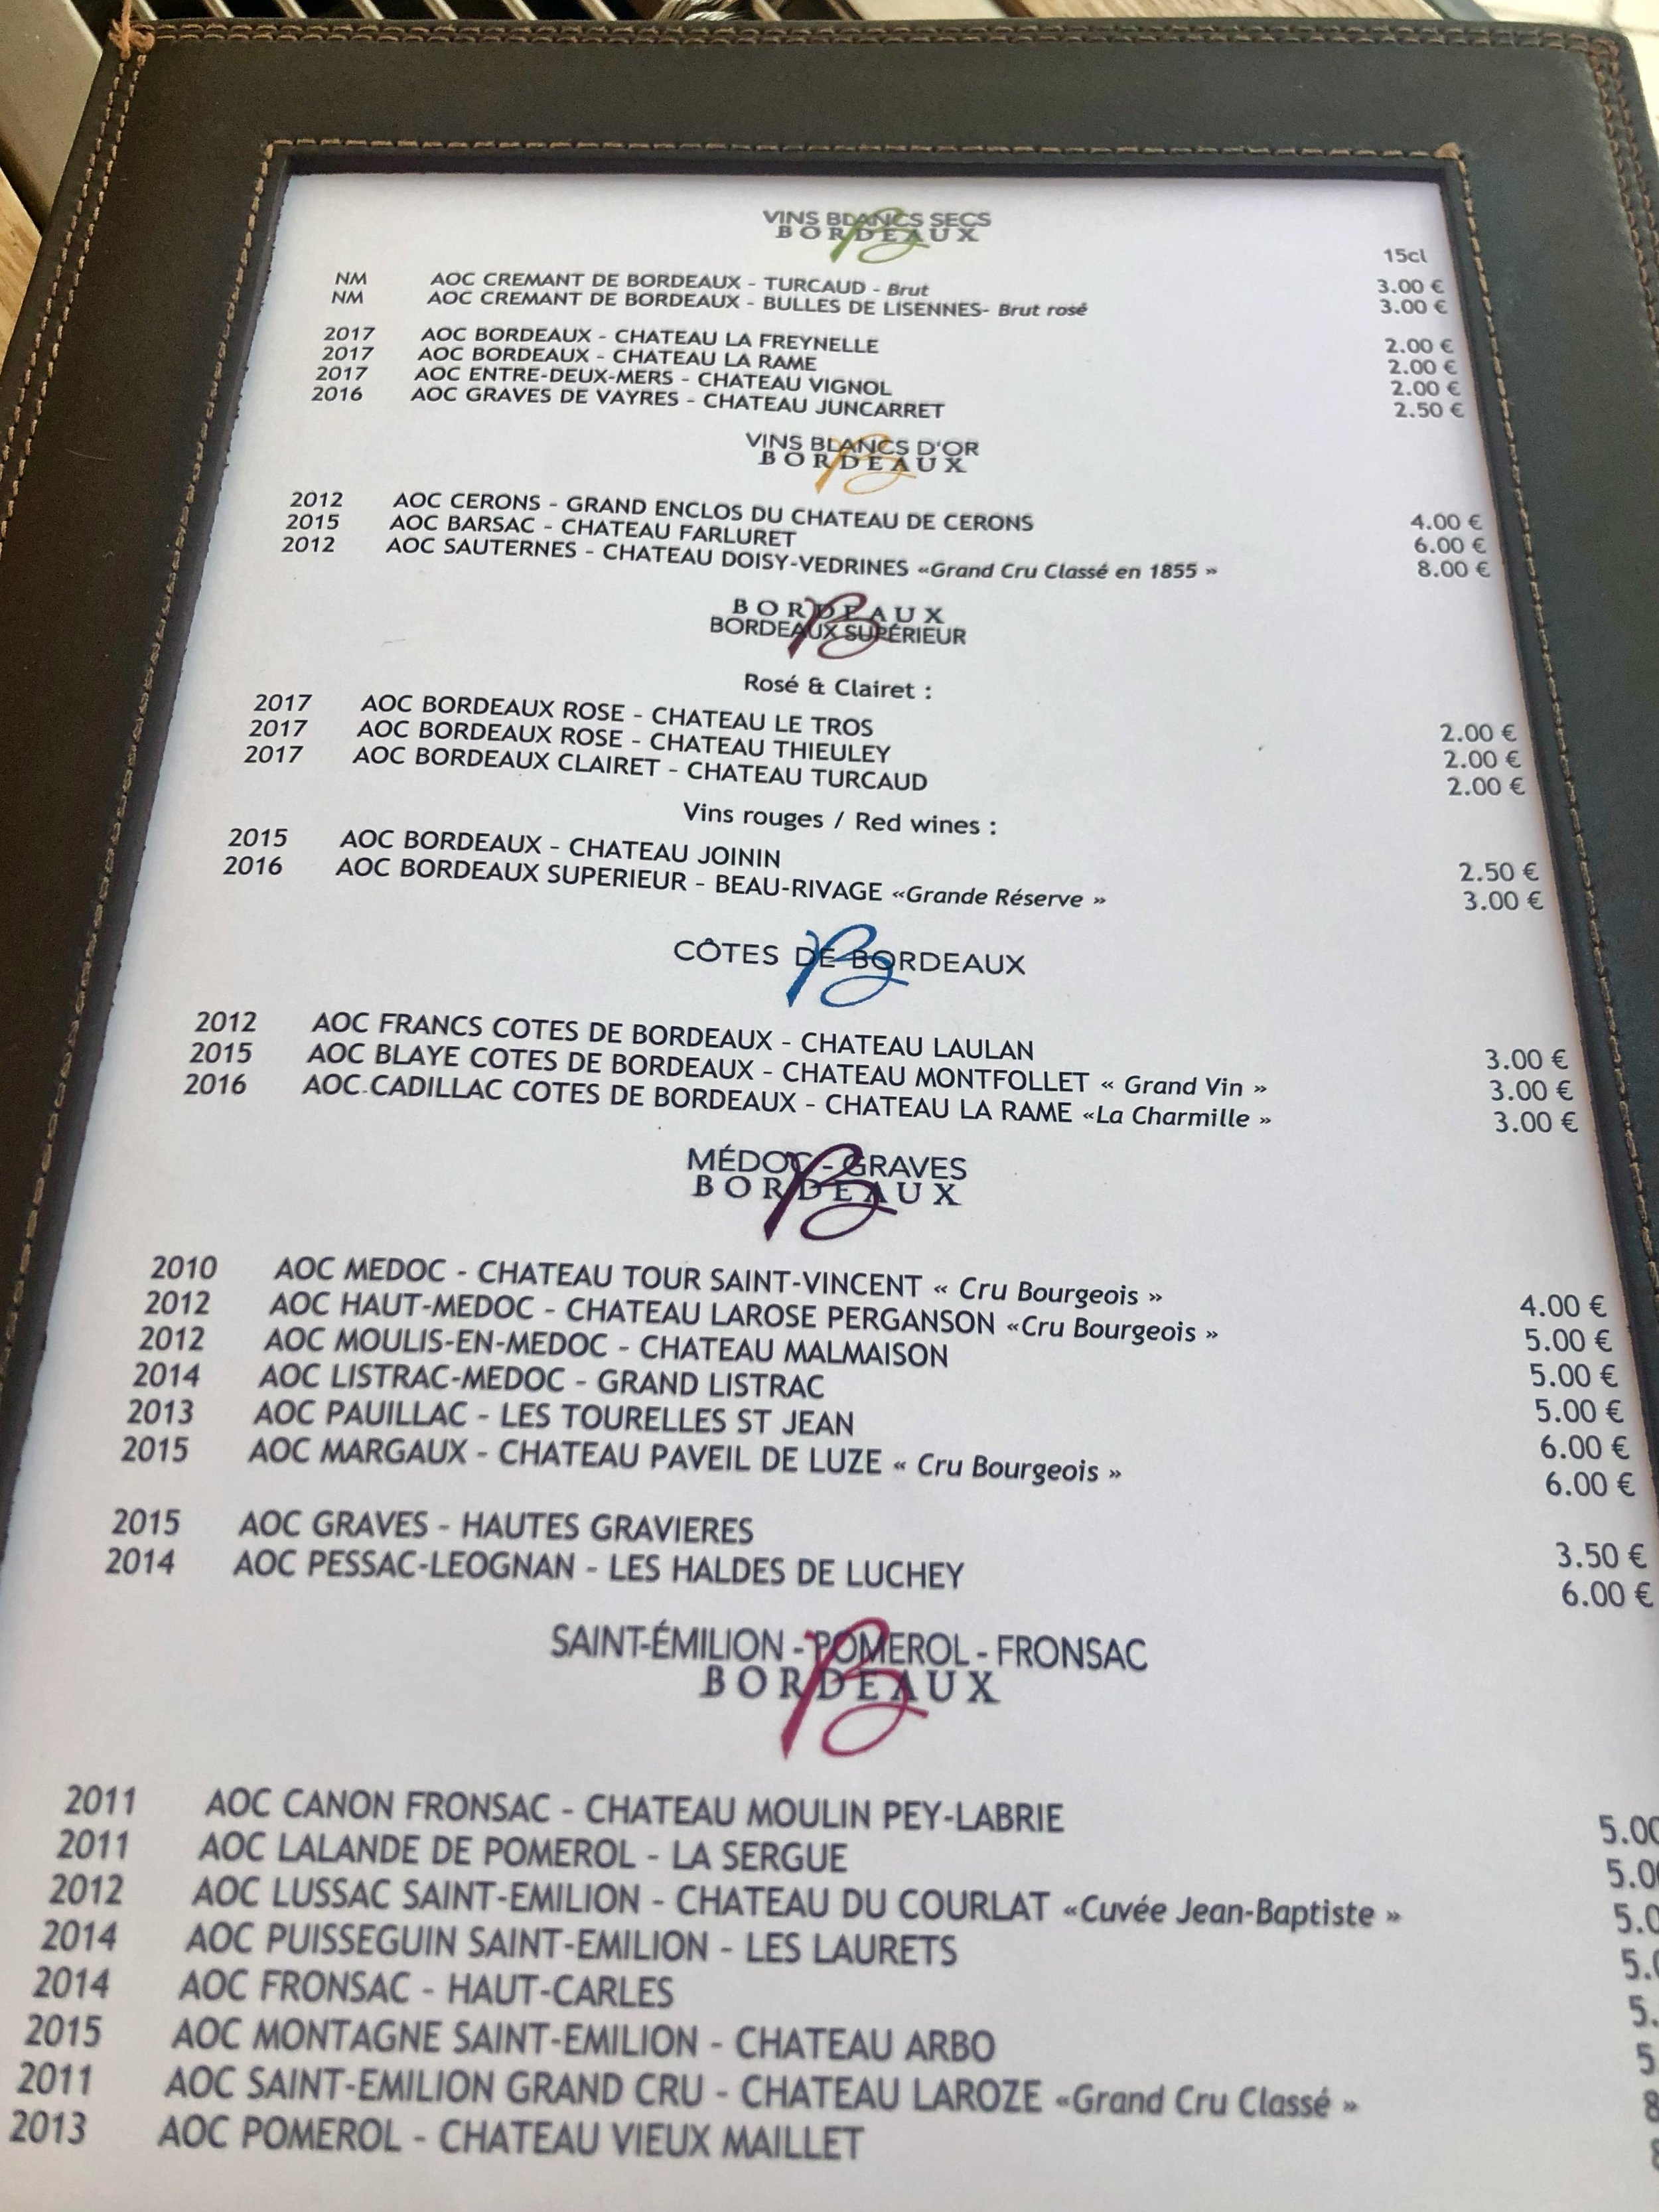 VINS BLANCS SECS
BORDEAUX
15cl
NM AOC CREMANT DE BORDEAUX - TURCAUD - Brut 3.00 €
NM AOC CREMANT DE BORDEAUX - BULLES DE LISENNES- Brut rosé 3.00 €
2017 AOC BORDEAUX - CHATEAU LA FREYNELLE 2.00 €
2017 AOC BORDEAUX - CHATEAU LA RAME 2.00 €
2017 AOC ENTRE-DEUX-MERS - CHATEAU VIGNOL 2.00 €
2016 AOC GRAVES DE VAYRES - CHATEAU JUNCARRET 2.50 €
VINS BLANCS D'OR
BORDEAUX
2012 AOC CERONS - GRAND ENCLOS DU CHATEAU DE CERONS 4.00 €
2015 AOC BARSAC - CHATEAU FARLURET 6.00 €
2012 AOC SAUTERNES - CHATEAU DOISY-VEDRINES «Grand Cru Classé en 1855 » 8.00 €
BORDEAUX
BORDEAUX SUPÉRIEUR
Rosé & Clairet :
2017 AOC BORDEAUX ROSE - CHATEAU LE TROS 2.00 €
2017 AOC BORDEAUX ROSE - CHATEAU THIEULEY 2.00 €
2017 AOC BORDEAUX CLAIRET - CHATEAU TURCAUD 2.00 €
Vins rouges / Red wines :
2015 AOC BORDEAUX - CHATEAU JOININ 2.50 €
2016 AOC BORDEAUX SUPERIEUR - BEAU-RIVAGE «Grande Réserve » 3.00 €
CÔTES DE BORDEAUX
2012 AOC FRANCS COTES DE BORDEAUX - CHATEAU LAULAN 3.00 €
2015 AOC BLAYE COTES DE BORDEAUX - CHATEAU MONTFOLLET « Grand Vin » 3.00 €
2016 AOC CADILLAC COTES DE BORDEAUX - CHATEAU LA RAME «La Charmille » 3.00 €
MÉDOC - GRAVES
BORDEAUX
2010 AOC MEDOC - CHATEAU TOUR SAINT-VINCENT « Cru Bourgeois » 4.00 €
2012 AOC HAUT-MEDOC - CHATEAU LAROSE PERGANSON «Cru Bourgeois » 5.00 €
2012 AOC MOULIS-EN-MEDOC - CHATEAU MALMAISON 5.00 €
2014 AOC LISTRAC-MEDOC - GRAND LISTRAC 5.00 €
2013 AOC PAUILLAC - LES TOURELLES ST JEAN 6.00 €
2015 AOC MARGAUX - CHATEAU PAVEIL DE LUZE « Cru Bourgeois » 6.00 €
2015 AOC GRAVES - HAUTES GRAVIERES 3.50 €
2014 AOC PESSAC-LEOGNAN - LES HALDES DE LUCHEY 6.00 €
SAINT-ÉMILION - POMEROL - FRONSAC
BORDEAUX
2011 AOC CANON FRONSAC - CHATEAU MOULIN PEY-LABRIE 5.00
2011 AOC LALANDE DE POMEROL - LA SERGUE 5.0
2012 AOC LUSSAC SAINT-EMILION - CHATEAU DU COURLAT «Cuvée Jean-Baptiste » 5.0
2014 AOC PUISSEGUIN SAINT-EMILION - LES LAURETS 5.
2014 AOC FRONSAC - HAUT-CARLES 5.
2015 AOC MONTAGNE SAINT-EMILION - CHATEAU ARBO 5
2011 AOC SAINT-EMILION GRAND CRU - CHATEAU LAROZE «Grand Cru Classé » 8
2013 AOC POMEROL - CHATEAU VIEUX MAILLET